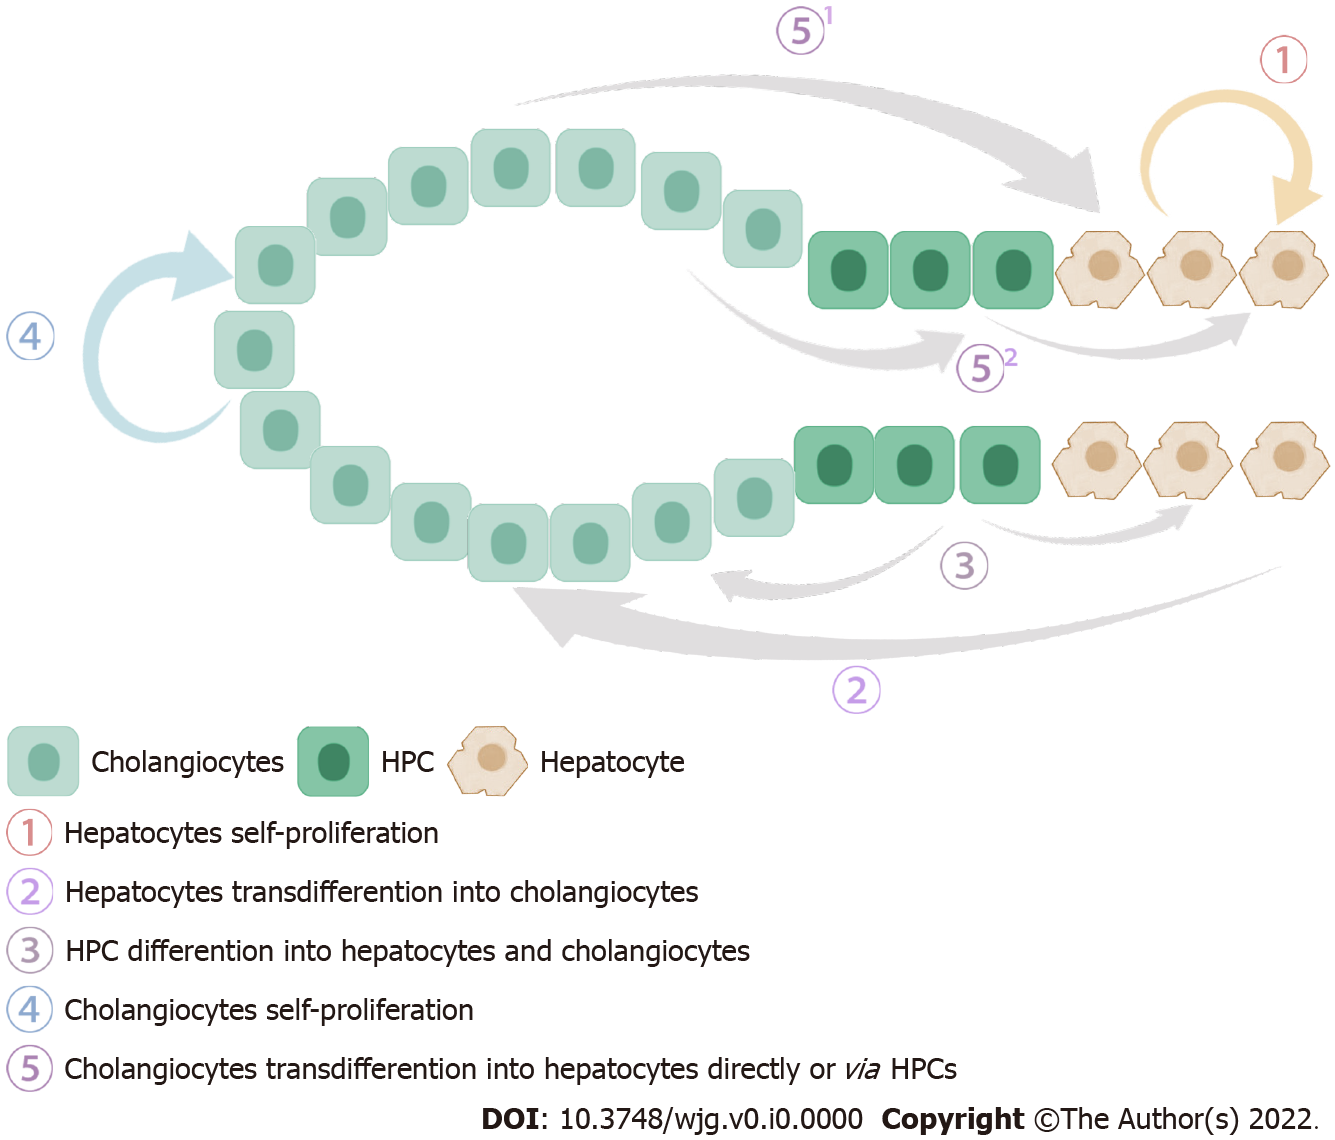 5¹
1
4
5²
3
2
Cholangiocytes HPC Hepatocyte
1 Hepatocytes self-proliferation
2 Hepatocytes transdifferention into cholangiocytes
3 HPC differention into hepatocytes and cholangiocytes
4 Cholangiocytes self-proliferation
5 Cholangiocytes transdifferention into hepatocytes directly or via HPCs
DOI: 10.3748/wjg.v0.i0.0000 Copyright ©The Author(s) 2022.